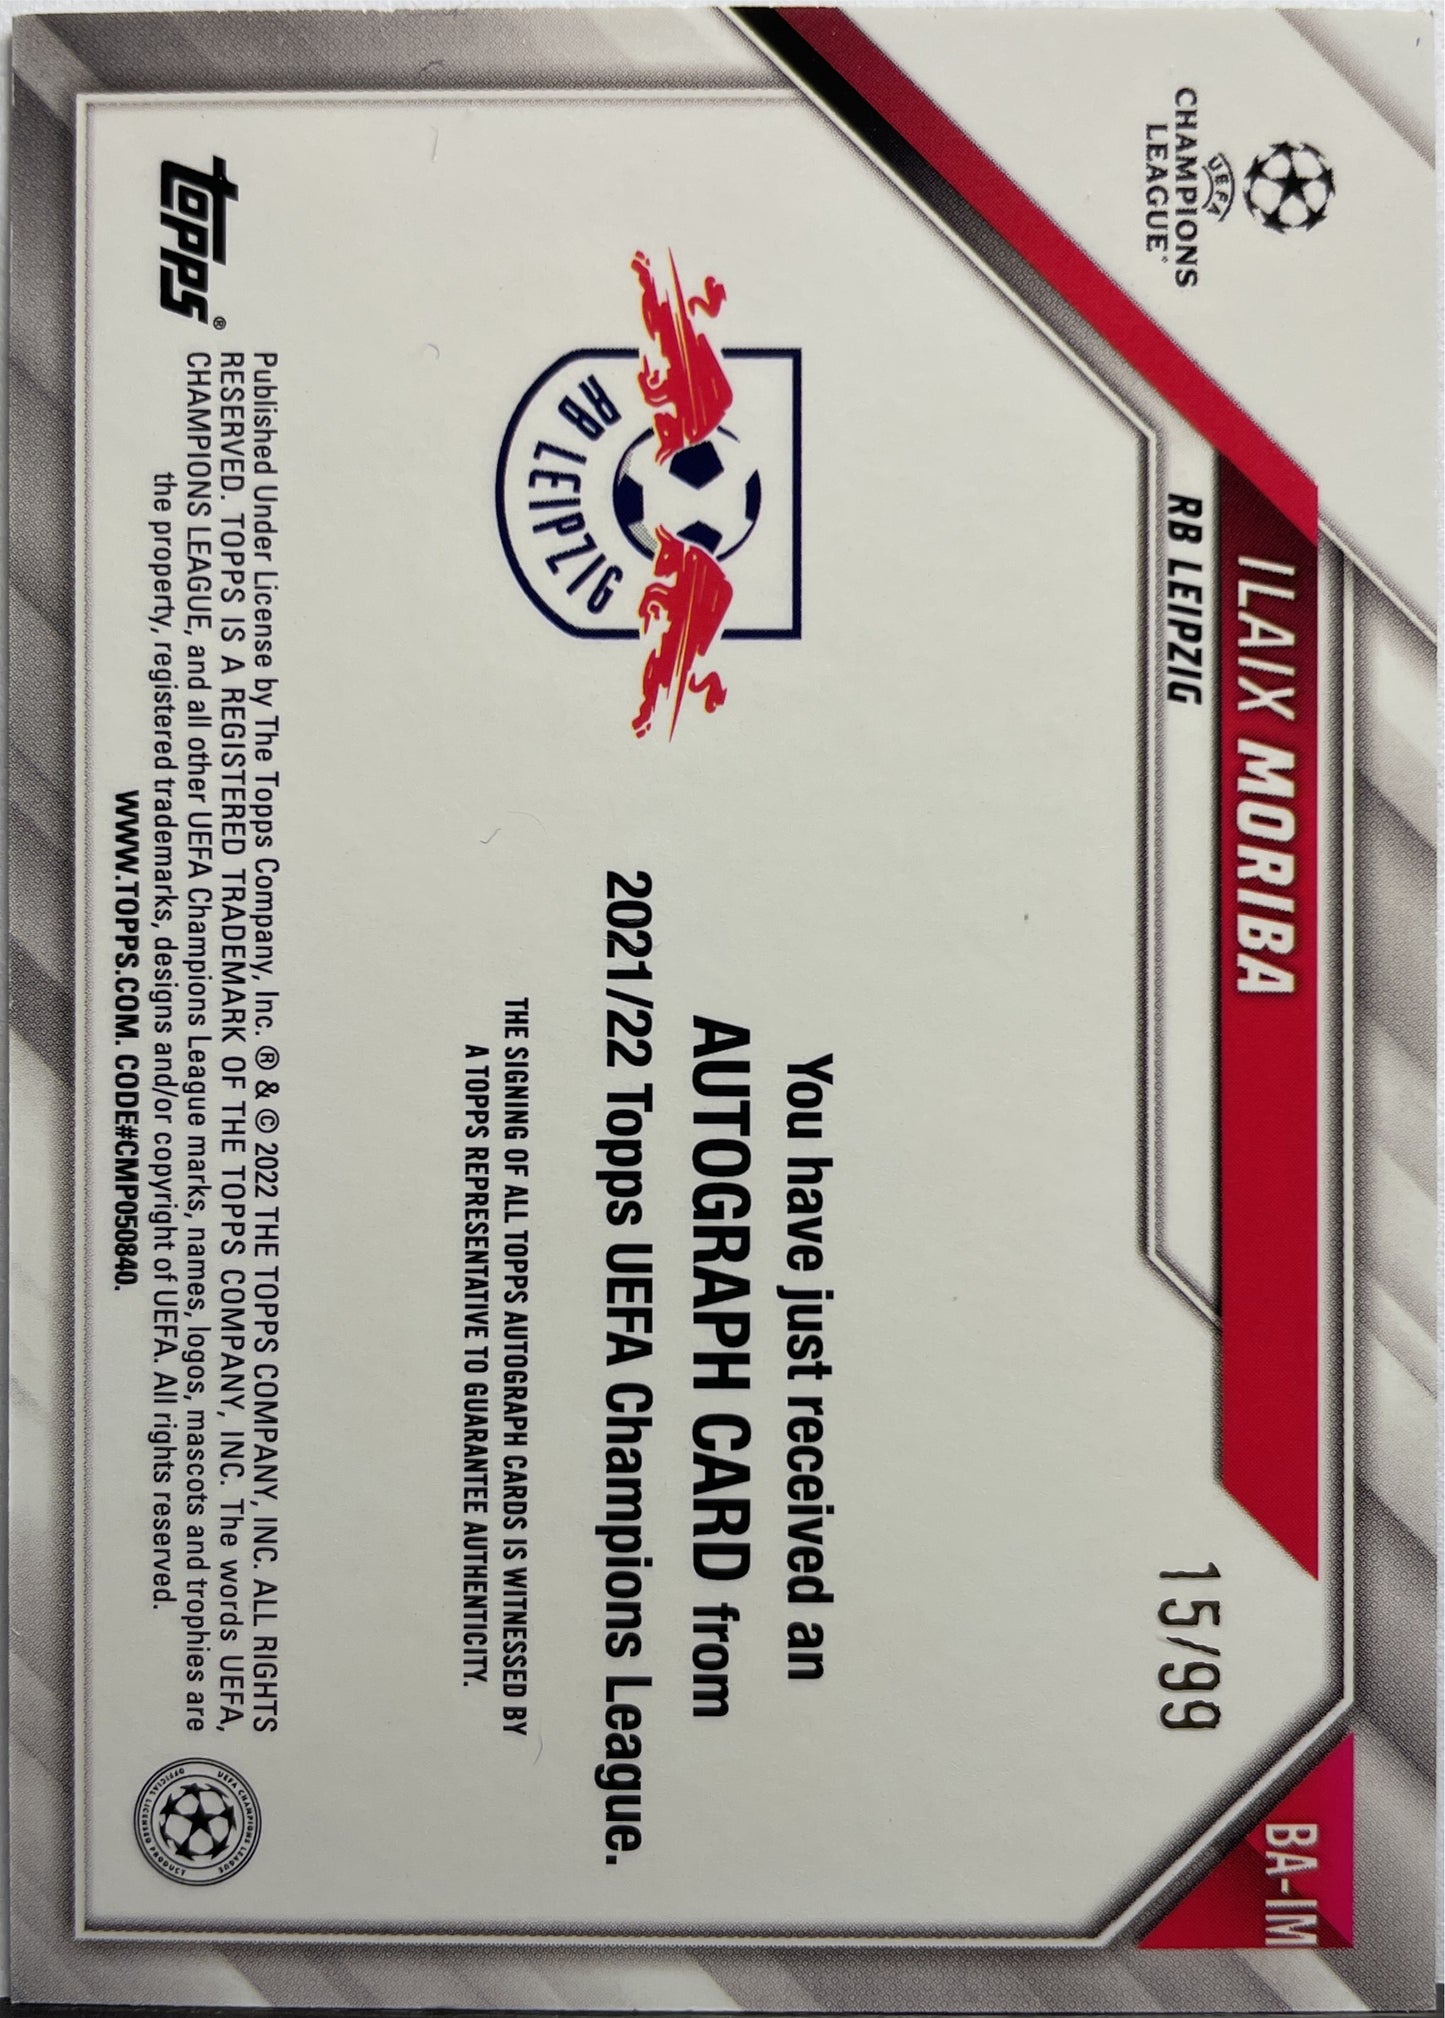 UEFA
CHAMPIONS
LEAGUE
ILAIX MORIBA
RB LEIPZIG
15/99
BA-IM
RB LEIPZIG
You have just received an
AUTOGRAPH CARD from
2021/22 Topps UEFA Champions League.
THE SIGNING OF ALL TOPPS AUTOGRAPH CARDS IS WITNESSED BY
A TOPPS REPRESENTATIVE TO GUARANTEE AUTHENTICITY.
topps®
Published Under License by The Topps Company, Inc. ® & © 2022 THE TOPPS COMPANY, INC. ALL RIGHTS
RESERVED. TOPPS IS A REGISTERED TRADEMARK OF THE TOPPS COMPANY, INC. The words UEFA,
CHAMPIONS LEAGUE, and all other UEFA Champions League marks, names, logos, mascots and trophies are
the property, registered trademarks, designs and/or copyright of UEFA. All rights reserved.
WWW.TOPPS.COM. CODE#CMP050840.
UEFA CHAMPIONS LEAGUE
OFFICIAL LICENSED PRODUCT